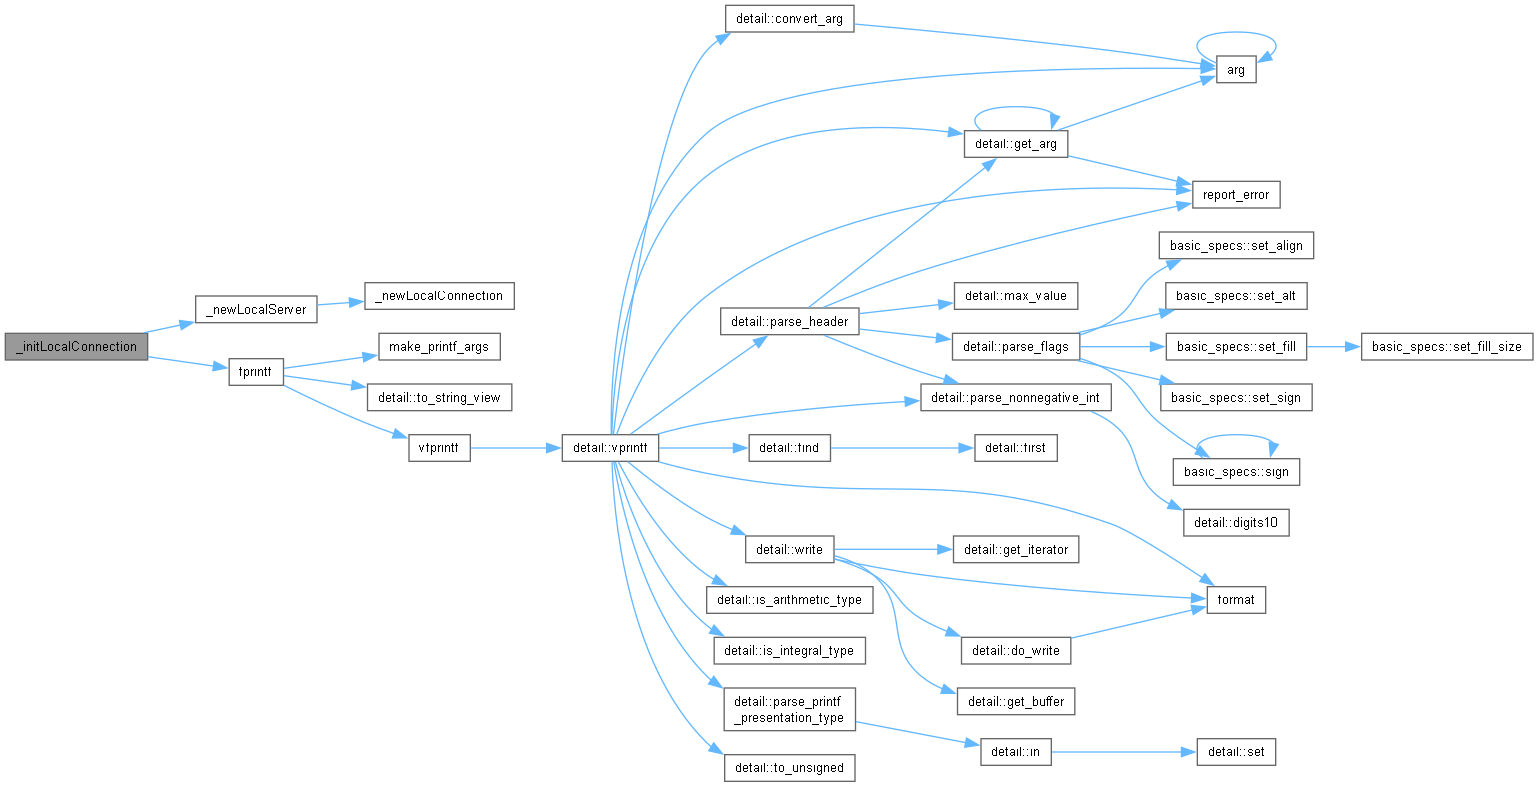 detail::convert_arg
arg
detail::get_arg
report_error
basic_specs::set_align
_newLocalConnection
detail::max_value
basic_specs::set_alt
_newLocalServer
detail::parse_header
_initLocalConnection
make_printf_args
detail::parse_flags
basic_specs::set_fill
basic_specs::set_fill_size
fprintf
detail::to_string_view
detail::parse_nonnegative_int
basic_specs::set_sign
vfprintf
detail::vprintf
detail::find
detail::first
basic_specs::sign
detail::digits10
detail::write
detail::get_iterator
detail::is_arithmetic_type
format
detail::is_integral_type
detail::do_write
detail::parse_printf
_presentation_type
detail::get_buffer
detail::in
detail::set
detail::to_unsigned